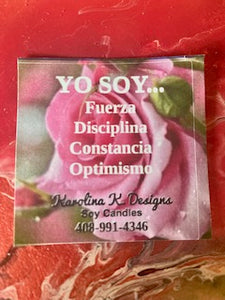 YO SOY...
Fuerza
Disciplina
Constancia
Optimismo
Karolina K Designs
Soy Candles
408-991-4346